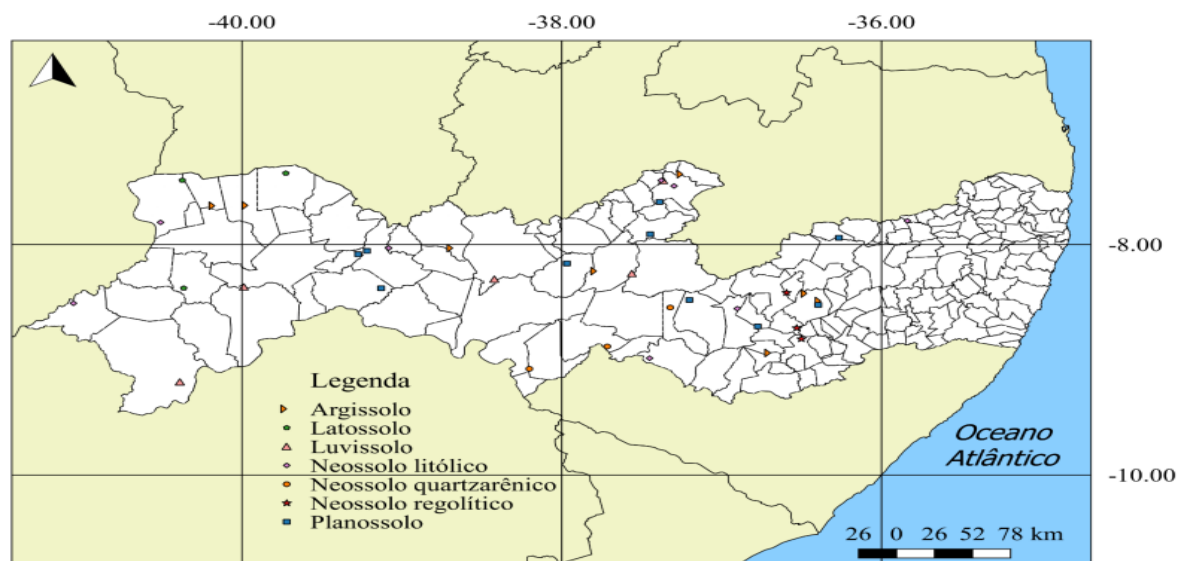 -40.00 -38.00 -36.00
-8.00
Legenda
Argissolo
Latossolo
Luvissolo
Neossolo litólico
Neossolo quartzarênico
Neossolo regolítico
Planossolo
Oceano
Atlântico
-10.00
26 0 26 52 78 km